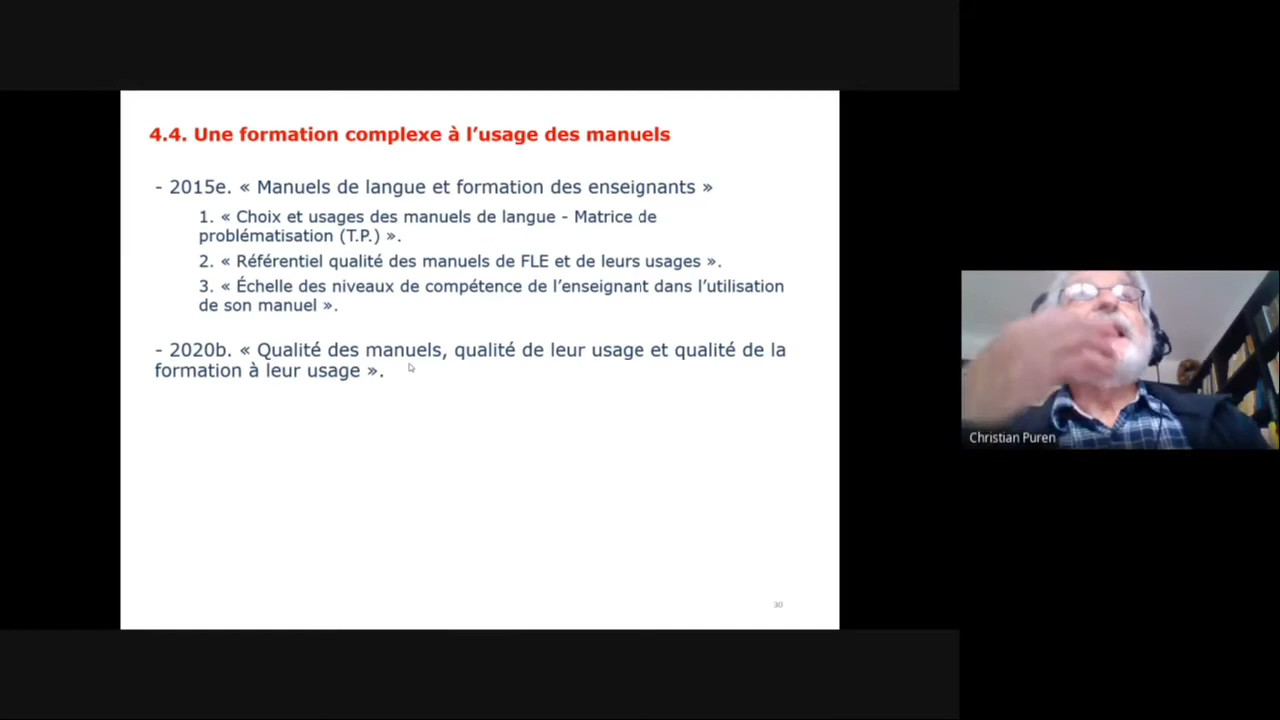 4.4. Une formation complexe à l'usage des manuels
- 2015e. « Manuels de langue et formation des enseignants »
1. « Choix et usages des manuels de langue - Matrice de
problématisation (T.P.) ».
2. « Référentiel qualité des manuels de FLE et de leurs usages ».
3. « Échelle des niveaux de compétence de l'enseignant dans l'utilisation
de son manuel ».
- 2020b. « Qualité des manuels, qualité de leur usage et qualité de la
formation à leur usage ».
30
Christian Puren